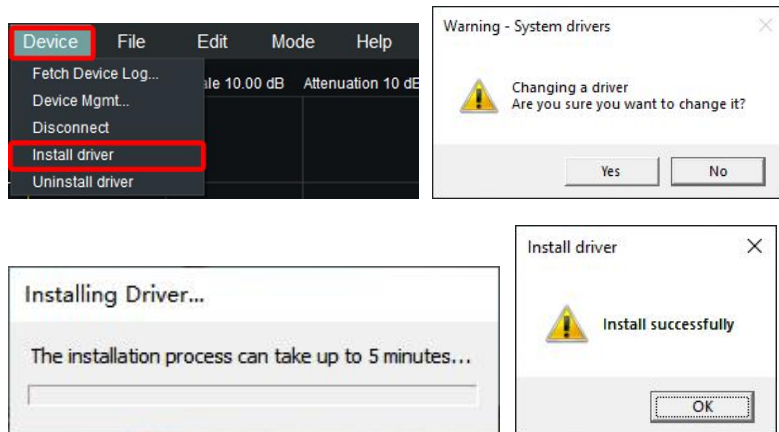 Device File Edit Mode Help
Fetch Device Log...
Scale 10.00 dB Attenuation 10 dB
Device Mgmt...
Disconnect
Install driver
Uninstall driver
Warning - System drivers
Changing a driver
Are you sure you want to change it?
Yes No
Installing Driver...
The installation process can take up to 5 minutes...
Install driver
Install successfully
OK